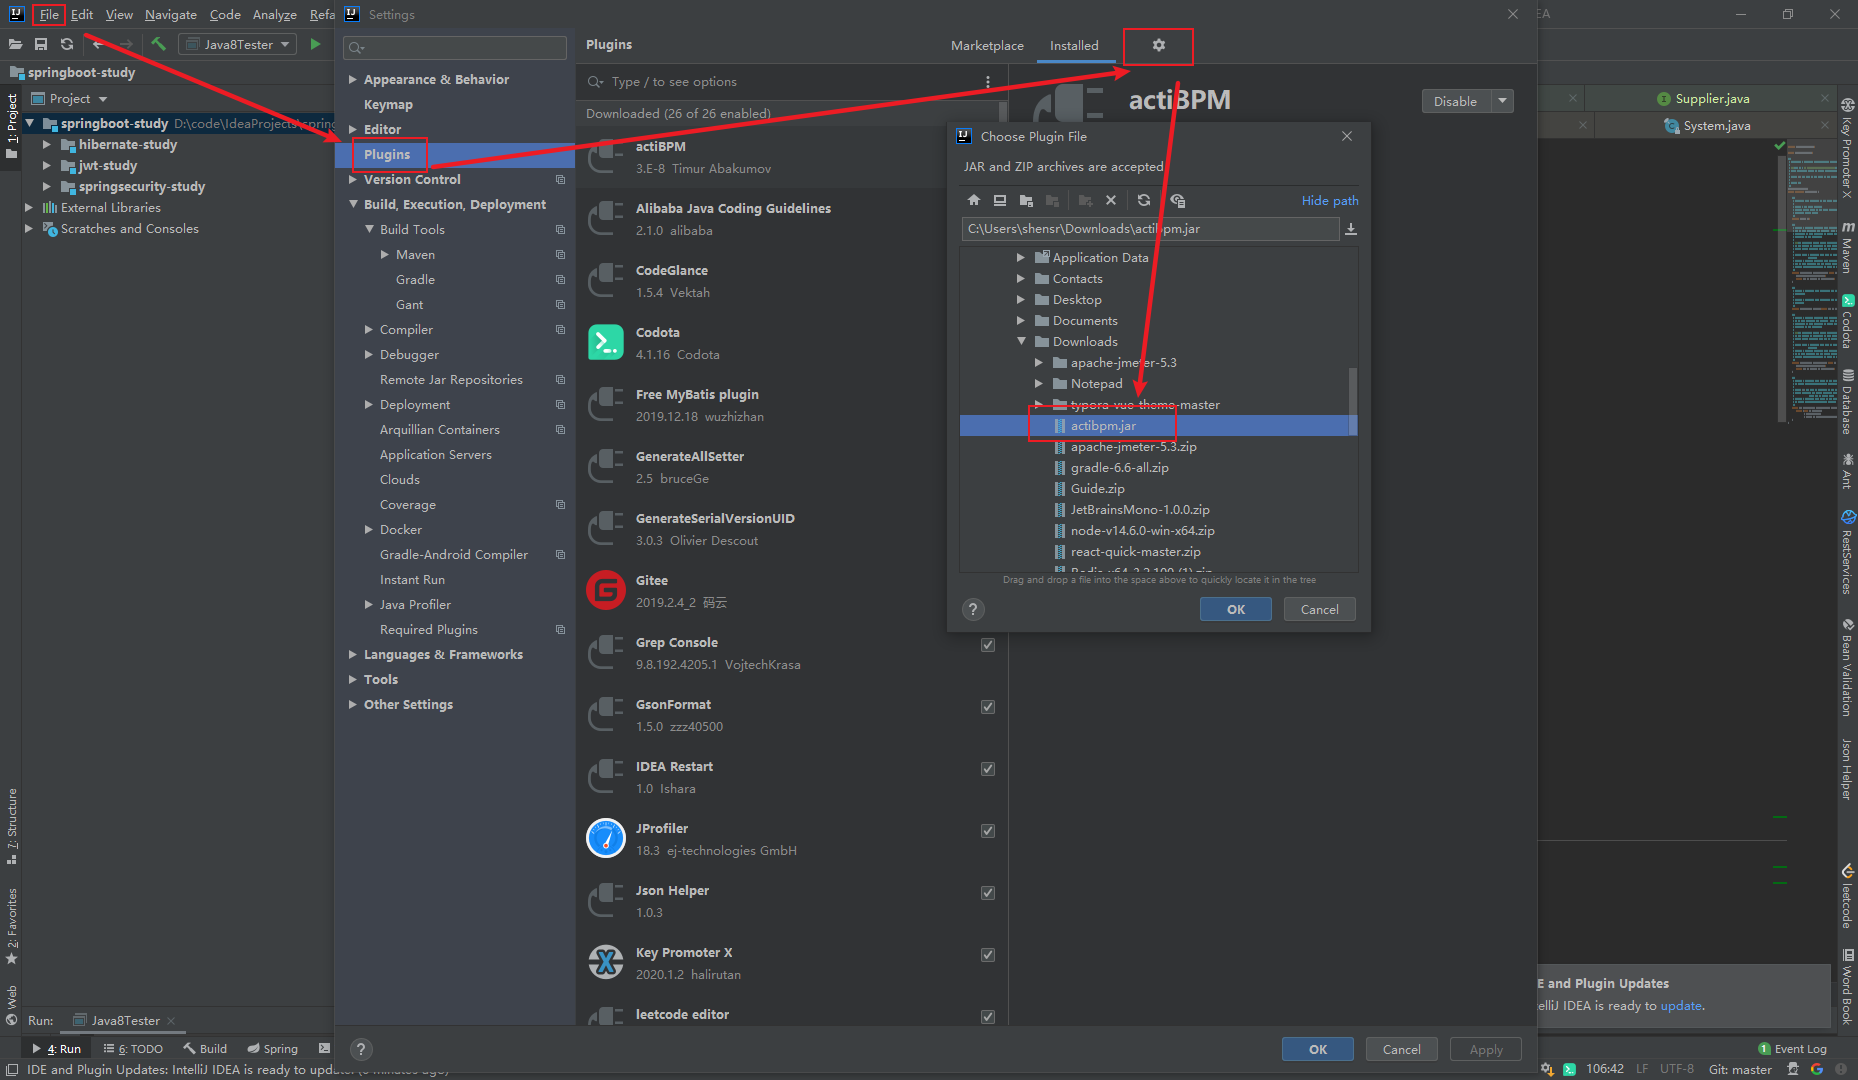 File Edit View Navigate Code Analyze Refa
Settings
EA
Java8Tester
springboot-study
Project
springboot-study D:\code\IdeaProjects\spring
hibernate-study
jwt-study
springsecurity-study
External Libraries
Scratches and Consoles
1: Project
7: Structure
2: Favorites
Web
Appearance & Behavior
Keymap
Editor
Plugins
Version Control
Build, Execution, Deployment
Build Tools
Maven
Gradle
Gant
Compiler
Debugger
Remote Jar Repositories
Deployment
Arquillian Containers
Application Servers
Clouds
Coverage
Docker
Gradle-Android Compiler
Instant Run
Java Profiler
Required Plugins
Languages & Frameworks
Tools
Other Settings
Plugins
Marketplace
Installed
Type / to see options
Downloaded (26 of 26 enabled)
actiBPM
3.E-8 Timur Abakumov
Alibaba Java Coding Guidelines
2.1.0 alibaba
CodeGlance
1.5.4 Vektah
Codota
4.1.16 Codota
Free MyBatis plugin
2019.12.18 wuzhizhan
GenerateAllSetter
2.5 bruceGe
GenerateSerialVersionUID
3.0.3 Olivier Descout
Gitee
2019.2.4_2 码云
Grep Console
9.8.192.4205.1 VojtechKrasa
GsonFormat
1.5.0 zzz40500
IDEA Restart
1.0 Ishara
JProfiler
18.3 ej-technologies GmbH
Json Helper
1.0.3
Key Promoter X
2020.1.2 halirutan
leetcode editor
actiBPM
Disable
Choose Plugin File
JAR and ZIP archives are accepted
Hide path
C:\Users\shensr\Downloads\actibpm.jar
Application Data
Contacts
Desktop
Documents
Downloads
apache-jmeter-5.3
Notepad
typora-vue-theme-master
actibpm.jar
apache-jmeter-5.3.zip
gradle-6.6-all.zip
Guide.zip
JetBrainsMono-1.0.0.zip
node-v14.6.0-win-x64.zip
react-quick-master.zip
Redis-x64-3.2.100 (1).zip
Drag and drop a file into the space above to quickly locate it in the tree
OK
Cancel
Supplier.java
System.java
Key Promoter X
Maven
Codota
Database
Ant
RestServices
Bean Validation
Json Helper
leetcode
Word Book
E and Plugin Updates
telliJ IDEA is ready to update.
OK
Cancel
Apply
Run:
Java8Tester
4: Run
6: TODO
Build
Spring
1 Event Log
IDE and Plugin Updates: IntelliJ IDEA is ready to update. (6 minutes ago)
106:42
LF
UTF-8
Git: master